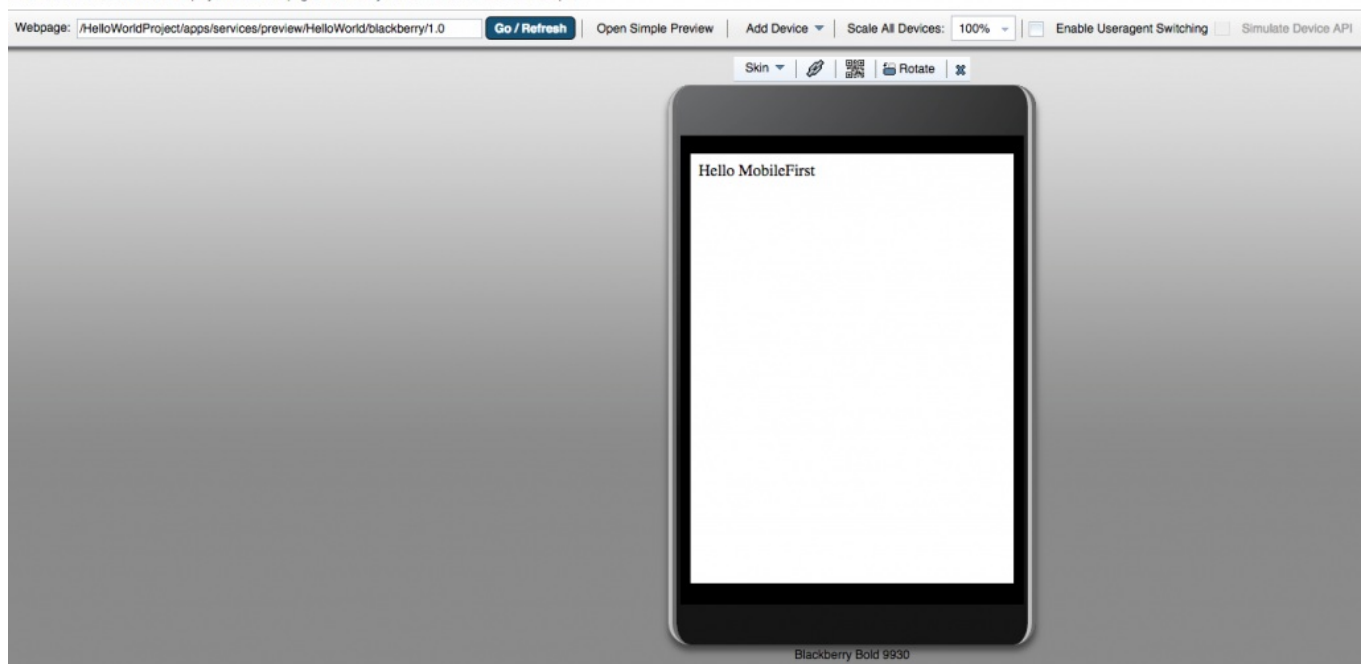 Webpage: /HelloWorldProject/apps/services/preview/HelloWorld/blackberry/1.0 Go / Refresh Open Simple Preview Add Device Scale All Devices: 100% Enable Useragent Switching Simulate Device API
Skin Rotate
Hello MobileFirst
Blackberry Bold 9930